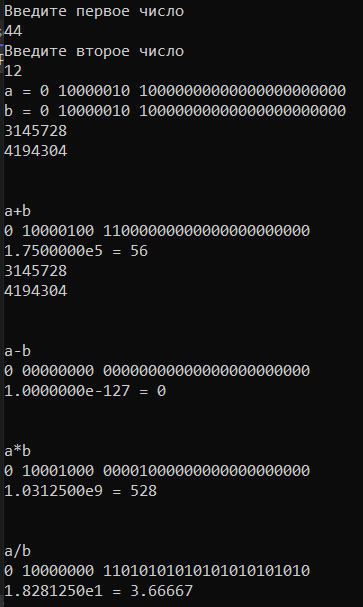 Введите первое число
44
Введите второе число
12
a = 0 10000010 10000000000000000000000
b = 0 10000010 10000000000000000000000
3145728
4194304
a+b
0 10000100 11000000000000000000000
1.7500000e5 = 56
3145728
4194304
a-b
0 00000000 00000000000000000000000
1.0000000e-127 = 0
a*b
0 10001000 00001000000000000000000
1.0312500e9 = 528
a/b
0 10000000 11010101010101010101010
1.8281250e1 = 3.66667